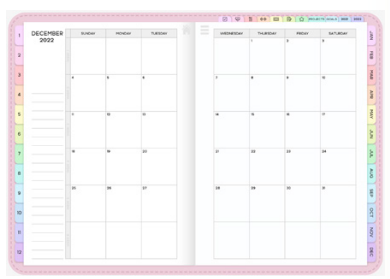 DECEMBER
2022
SUNDAY MONDAY TUESDAY
WEDNESDAY THURSDAY FRIDAY SATURDAY
1 2 3
4 5 6
7 8 9 10
11 12 13
14 15 16 17
18 19 20
21 22 23 24
25 26 27
28 29 30 31
1
2
3
4
5
6
7
8
9
10
11
12
JAN
FEB
MAR
APR
MAY
JUN
JUL
AUG
SEP
OCT
NOV
DEC